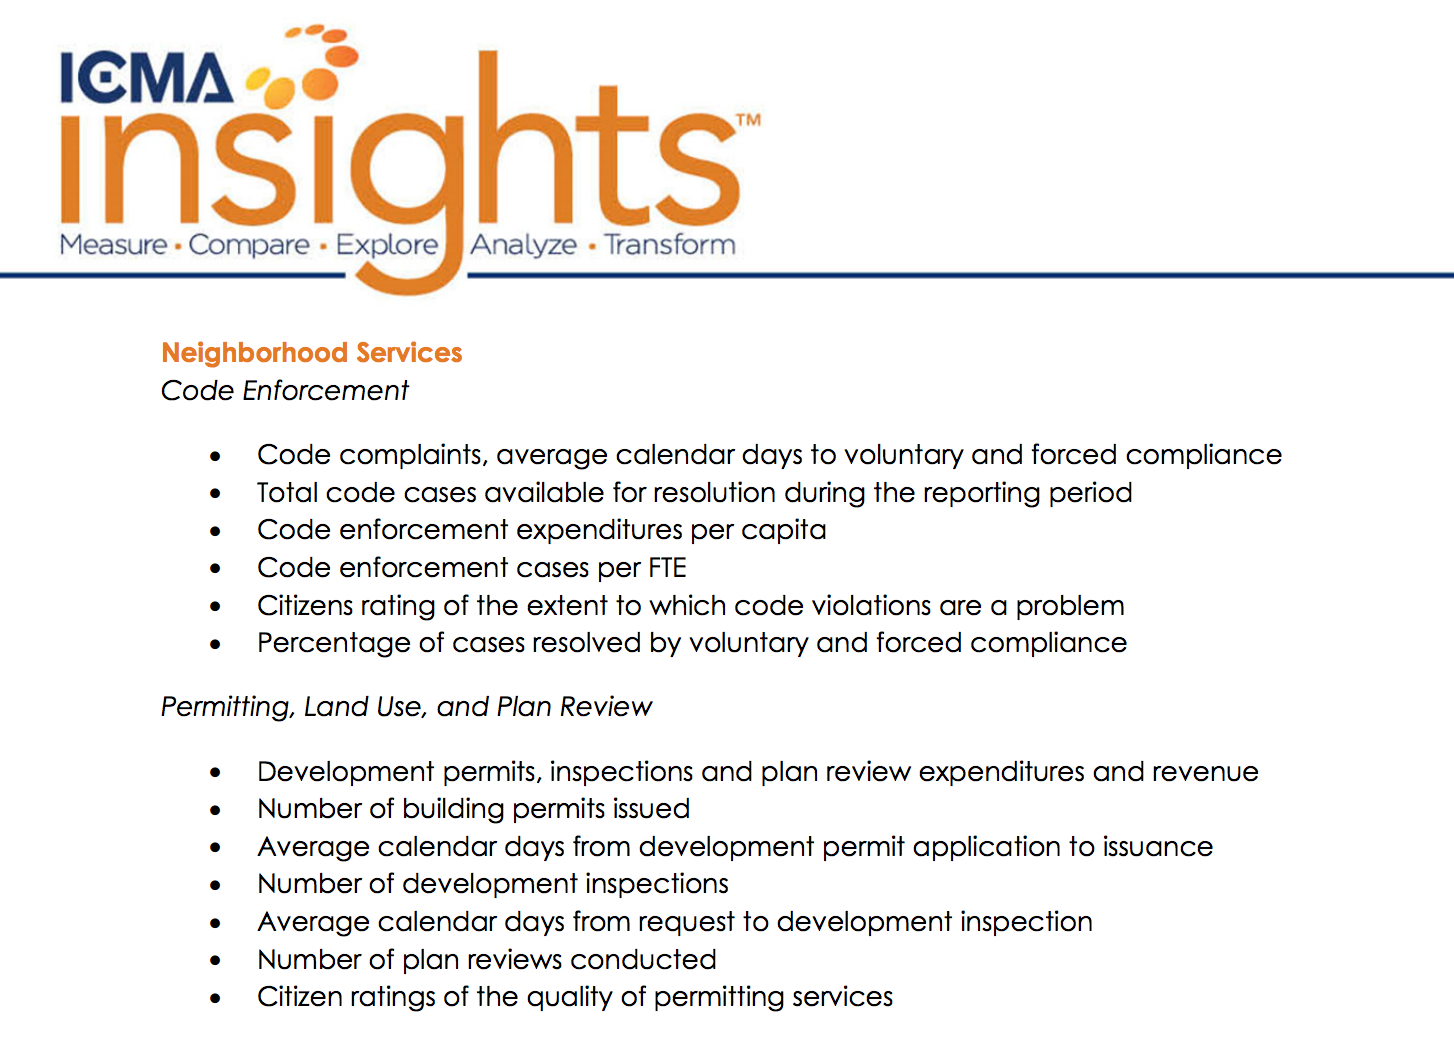 ICMA
insights™
Measure • Compare • Explore Analyze • Transform
Neighborhood Services
Code Enforcement
• Code complaints, average calendar days to voluntary and forced compliance
• Total code cases available for resolution during the reporting period
• Code enforcement expenditures per capita
• Code enforcement cases per FTE
• Citizens rating of the extent to which code violations are a problem
• Percentage of cases resolved by voluntary and forced compliance
Permitting, Land Use, and Plan Review
• Development permits, inspections and plan review expenditures and revenue
• Number of building permits issued
• Average calendar days from development permit application to issuance
• Number of development inspections
• Average calendar days from request to development inspection
• Number of plan reviews conducted
• Citizen ratings of the quality of permitting services